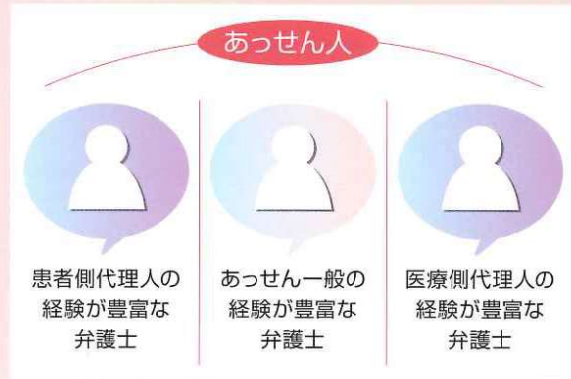 あっせん人
患者側代理人の
経験が豊富な
弁護士
あっせん一般の
経験が豊富な
弁護士
医療側代理人の
経験が豊富な
弁護士